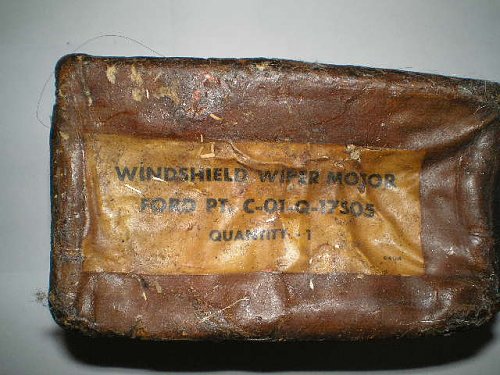 WINDSHIELD WIPER MOTOR
FORD PT. C-01-Q-17505
QUANTITY - 1